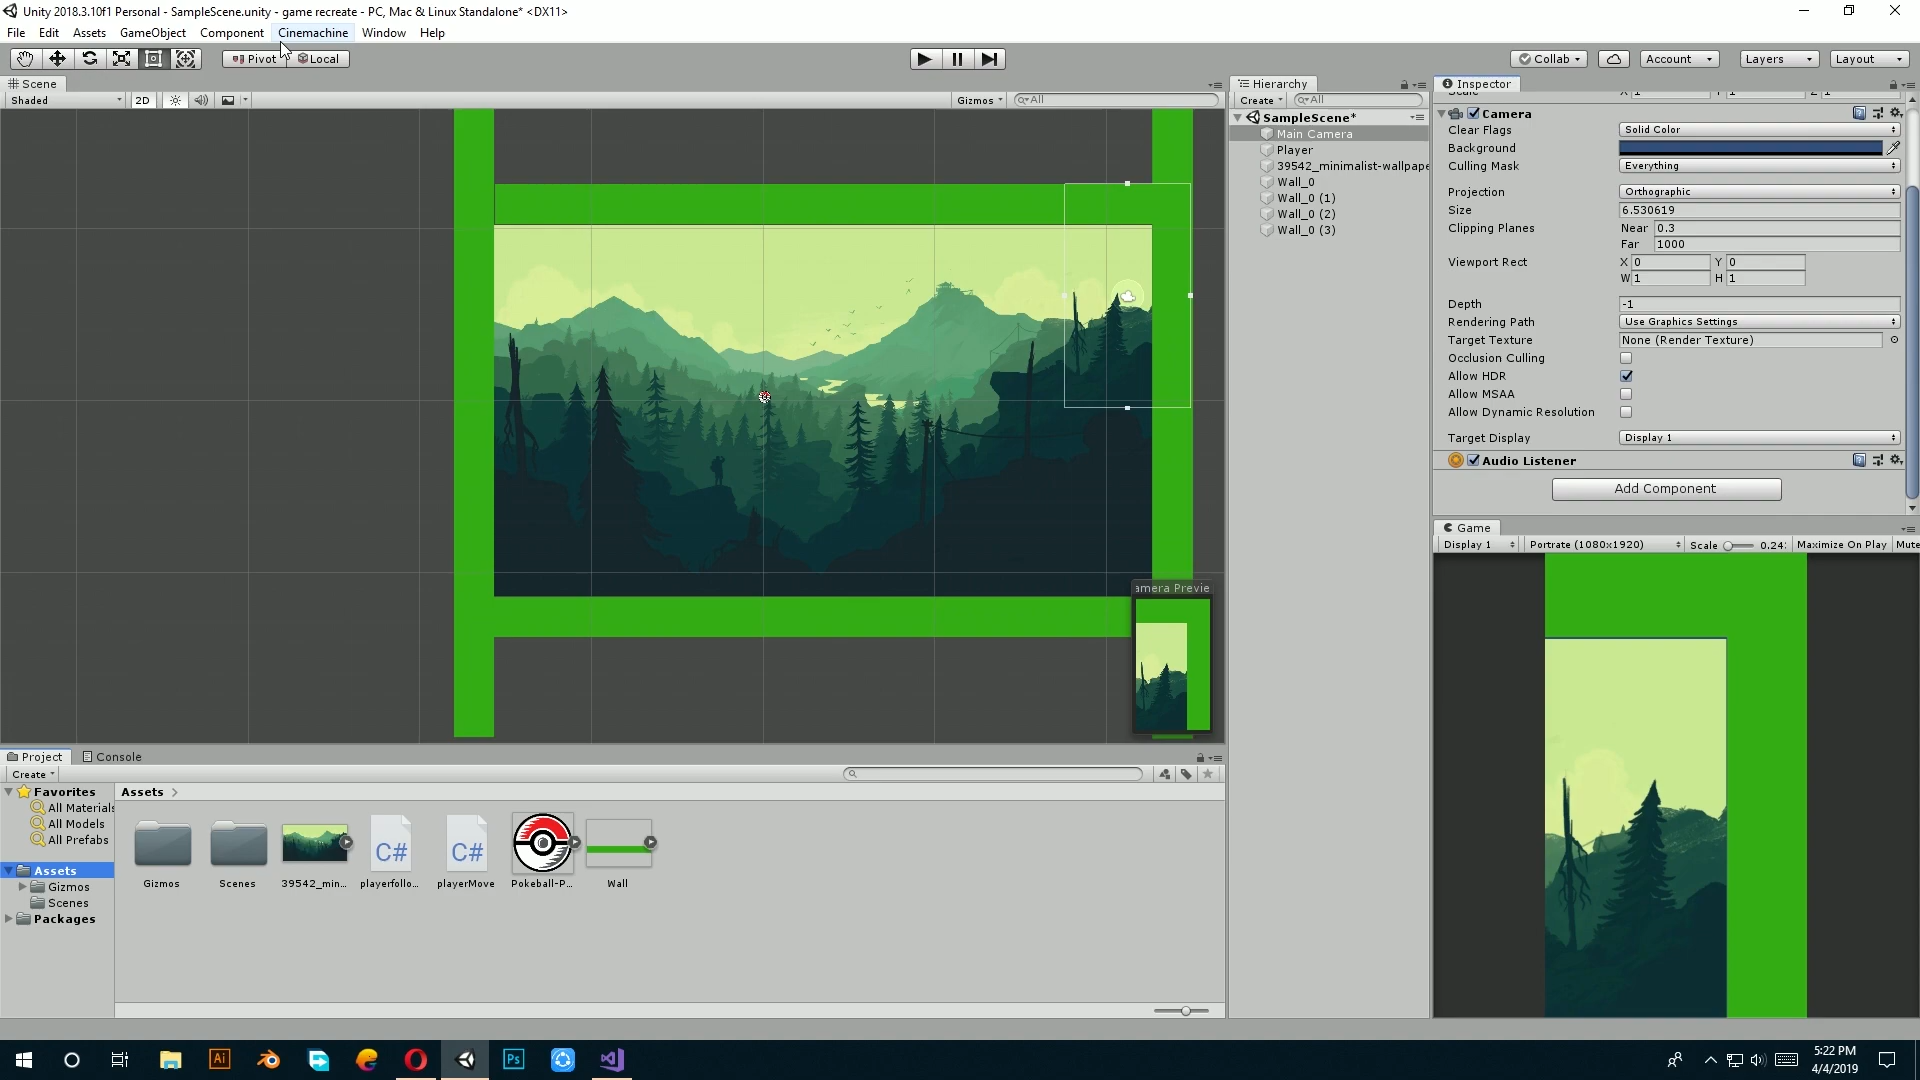 Unity 2018.3.10f1 Personal - SampleScene.unity - game recreate - PC, Mac & Linux Standalone* <DX11>
File Edit Assets GameObject Component Cinemachine Window Help
Pivot Local Collab Account Layers Layout
Scene
Shaded 2D Gizmos All
Hierarchy
Create All
SampleScene*
Main Camera
Player
39542_minimalist-wallpape
Wall_0
Wall_0 (1)
Wall_0 (2)
Wall_0 (3)
Inspector
Scale X 1 Y 1 Z 1
Camera
Clear Flags Solid Color
Background
Culling Mask Everything
Projection Orthographic
Size 6.530619
Clipping Planes Near 0.3
Far 1000
Viewport Rect X 0 Y 0
W 1 H 1
Depth -1
Rendering Path Use Graphics Settings
Target Texture None (Render Texture)
Occlusion Culling
Allow HDR
Allow MSAA
Allow Dynamic Resolution
Target Display Display 1
Audio Listener
Add Component
Game
Display 1 Portrate (1080x1920) Scale 0.24: Maximize On Play Mute
amera Previe
Project Console
Create
Favorites
All Materials
All Models
All Prefabs
Assets
Gizmos
Scenes
Packages
Assets
C# C#
Gizmos Scenes 39542_min... playerfollo... playerMove Pokeball-P... Wall
Ai Ps
5:22 PM
4/4/2019